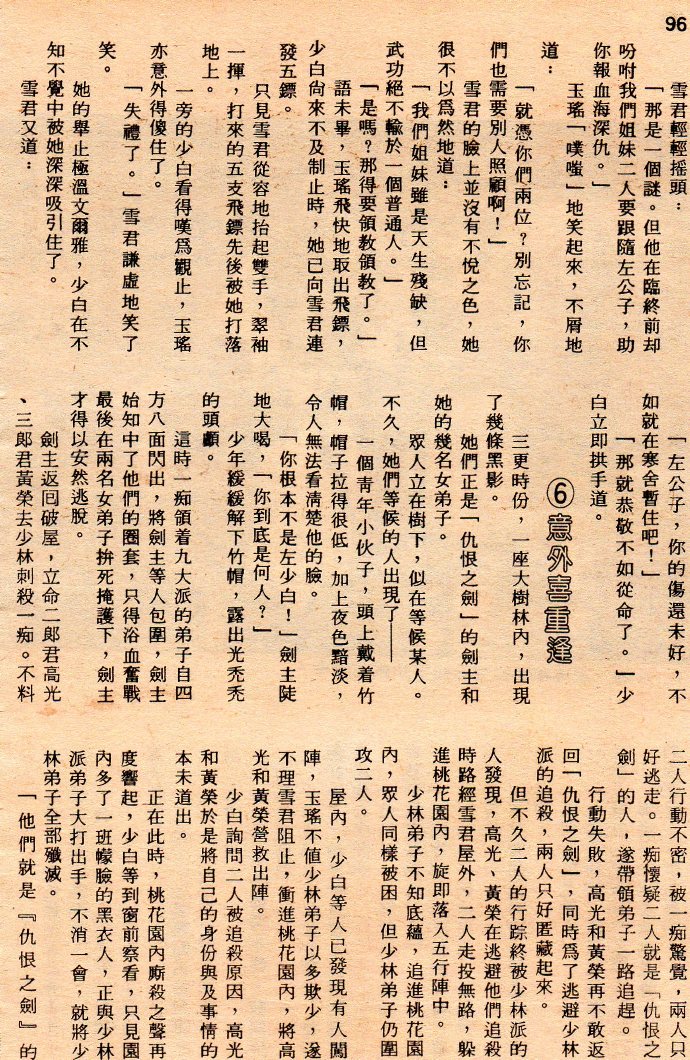 96
雪君輕輕摇頭：
「那是一個謎。但他在臨終前却
吩咐我們姐妹二人要跟隨左公子，助
你報血海深仇。」
玉瑤「噗嗤」地笑起來，不屑地
道：
「就憑你們兩位？別忘記，你
們也需要別人照顧啊！」
雪君的臉上並沒有不悅之色，她
很不以爲然地道：
「我們姐妹雖是天生殘缺，但
武功絕不輸於一個普通人。」
「是嗎？那得要領教領教了。」
語未畢，玉瑤飛快地取出飛鏢，
少白尙來不及制止時，她已向雪君連
發五鏢。
只見雪君從容地抬起雙手，翠袖
一揮，打來的五支飛鏢先後被她打落
地上。
一旁的少白看得嘆爲觀止，玉瑤
亦意外得傻住了。
「失禮了。」雪君謙虛地笑了
笑。
她的舉止極溫文爾雅，少白在不
知不覺中被她深深吸引住了。
雪君又道：
「左公子，你的傷還未好，不
如就在寒舍暫住吧！」
「那就恭敬不如從命了。」少
白立即拱手道。
⑥意外喜重逢
三更時份，一座大樹林內，出現
了幾條黑影。
她們正是「仇恨之劍」的劍主和
她的幾名女弟子。
眾人立在樹下，似在等候某人。
不久，她們等候的人出現了——
一個青年小伙子，頭上戴着竹
帽，帽子拉得很低，加上夜色黯淡，
令人無法看淸楚他的臉。
「你根本不是左少白！」劍主陡
地大喝，「你到底是何人？」
少年緩緩解下竹帽，露出光禿禿
的頭顱。
這時一痴領着九大派的弟子自四
方八面閃出，將劍主等人包圍，劍主
始知中了他們的圈套，只得浴血奮戰
最後在兩名女弟子拚死掩護下，劍主
才得以安然逃脫。
劍主返回破屋，立命二郎君高光
、三郎君黃榮去少林刺殺一痴。不料
二人行動不密，被一痴驚覺，兩人只
好逃走。一痴懷疑二人就是「仇恨之
劍」的人，遂帶領弟子一路追趕。
行動失敗，高光和黃榮再不敢返
回「仇恨之劍」，同時爲了逃避少林
派的追殺，兩人只好匿藏起來。
但不久二人的行踪終被少林派的
人發現，高光、黃榮在逃避他們追殺
時路經雪君屋外，二人走投無路，躲
進桃花園內，旋即落入五行陣中。
少林弟子不知底蘊，追進桃花園
內，眾人同樣被困，但少林弟子仍圍
攻二人。
屋內，少白等人已發現有人闖
陣，玉瑤不値少林弟子以多欺少，遂
不理雪君阻止，衝進桃花園內，將高
光和黃榮營救出陣。
少白詢問二人被追殺原因，高光
和黃榮於是將自己的身份與及事情的
本末道出。
正在此時，桃花園內廝殺之聲再
度響起，少白等到窗前察看，只見園
內多了一班幪臉的黑衣人，正與少林
派弟子大打出手，不消一會，就將少
林弟子全部殲滅。
「他們就是『仇恨之劍』的